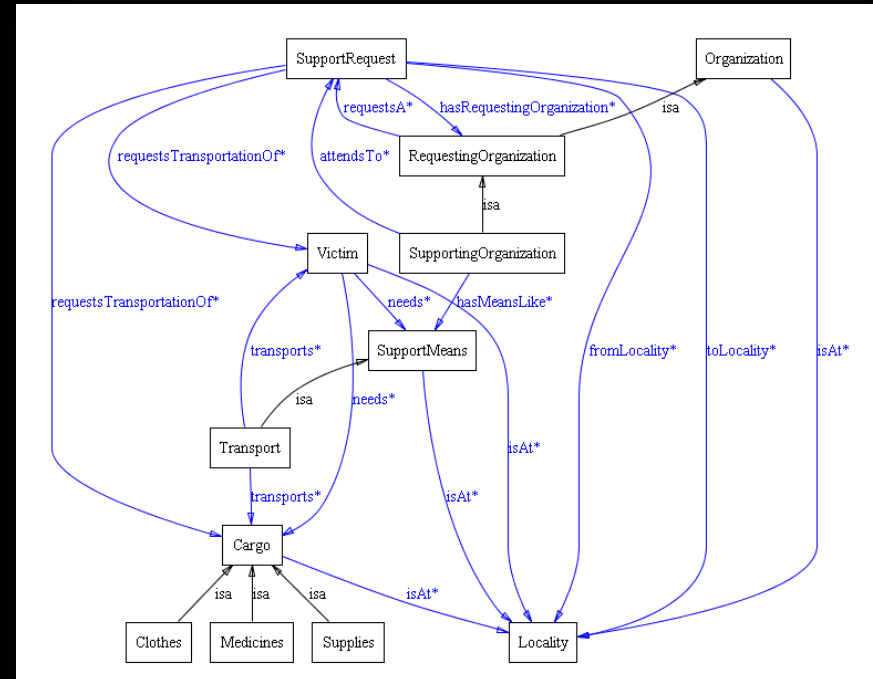 SupportRequest
Organization
requestsA*
hasRequestingOrganization*
isa
requestsTransportationOf*
attendsTo*
RequestingOrganization
isa
Victim
SupportingOrganization
requestsTransportationOf*
needs*
hasMeansLike*
transports*
SupportMeans
fromLocality*
toLocality*
isAt*
isa
needs*
Transport
isAt*
transports*
isAt*
Cargo
isa
isa
isa
isAt*
Clothes
Medicines
Supplies
Locality